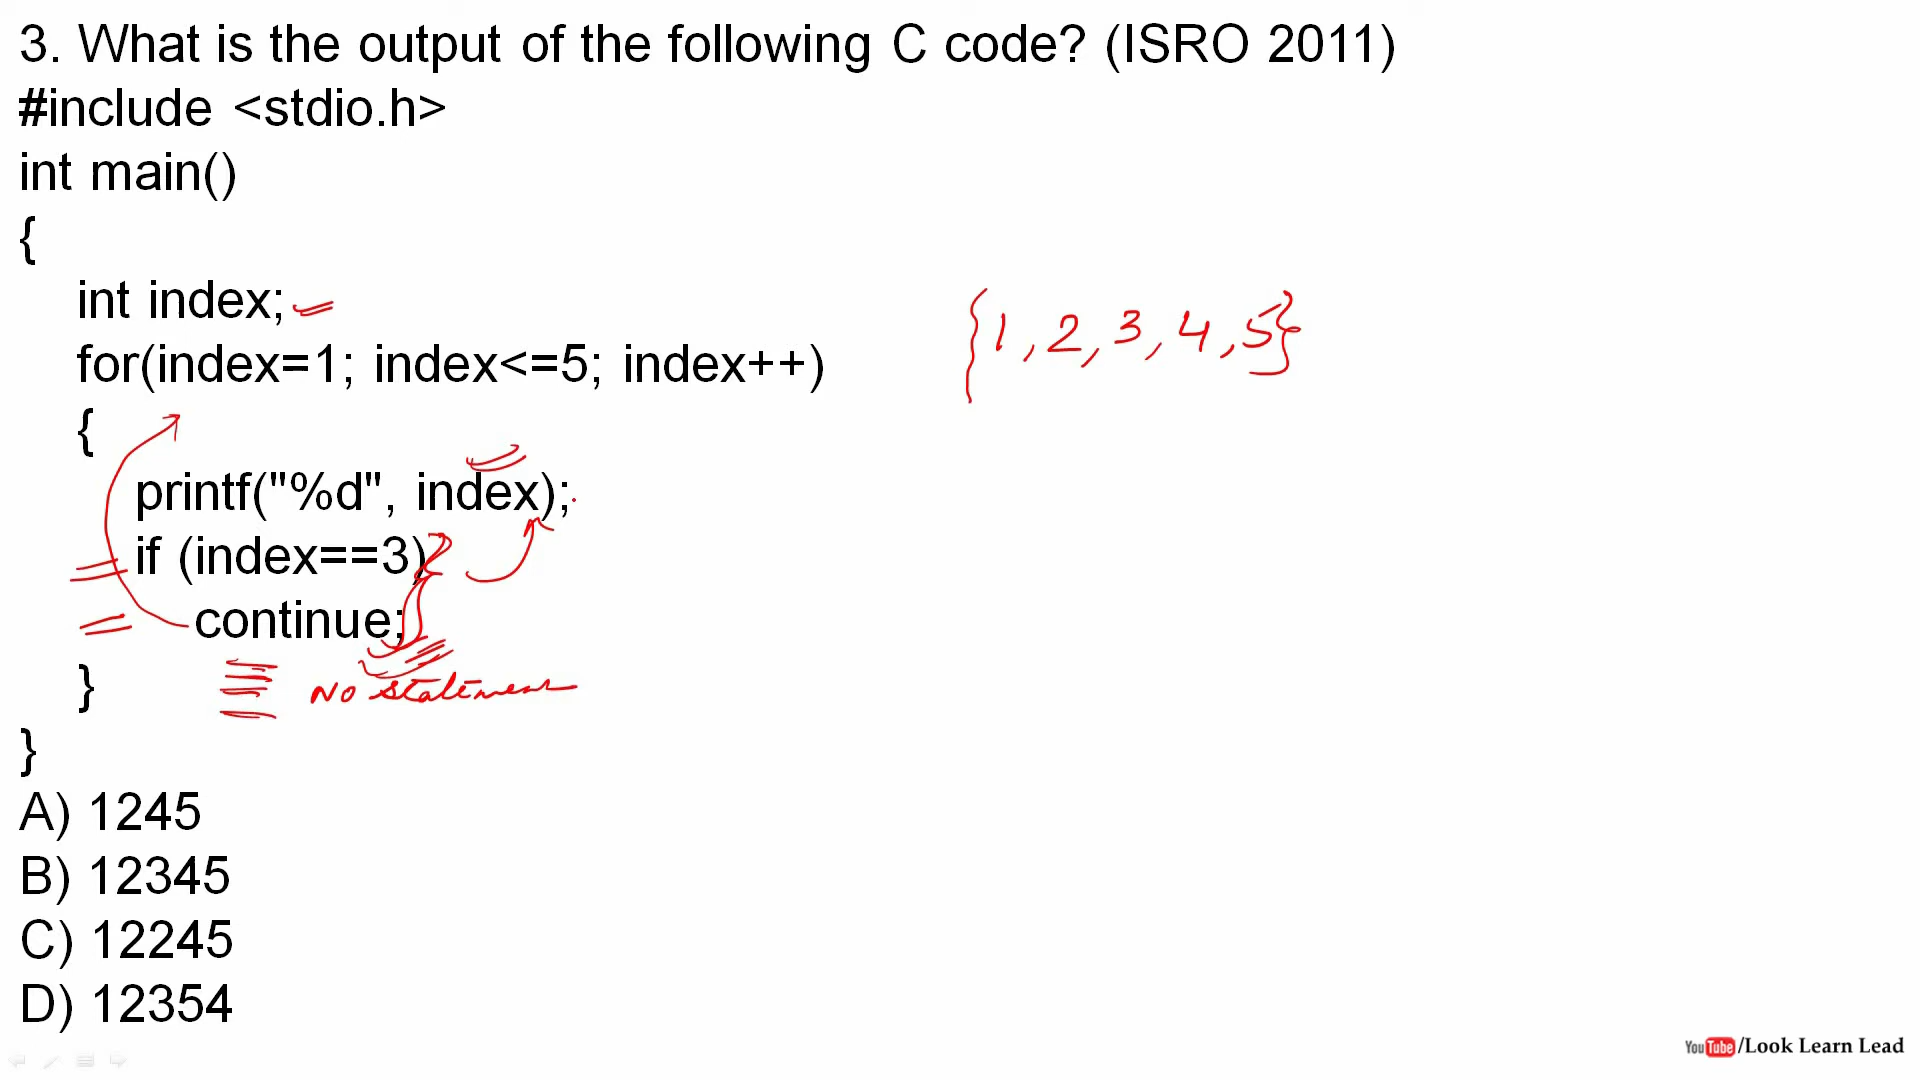 3. What is the output of the following C code? (ISRO 2011)
#include <stdio.h>
int main()
{
int index;
for(index=1; index<=5; index++)
{1, 2, 3, 4, 5}
{
printf("%d", index);
if (index==3)
continue;
}
No statement
}
A) 1245
B) 12345
C) 12245
D) 12354
YouTube/Look Learn Lead